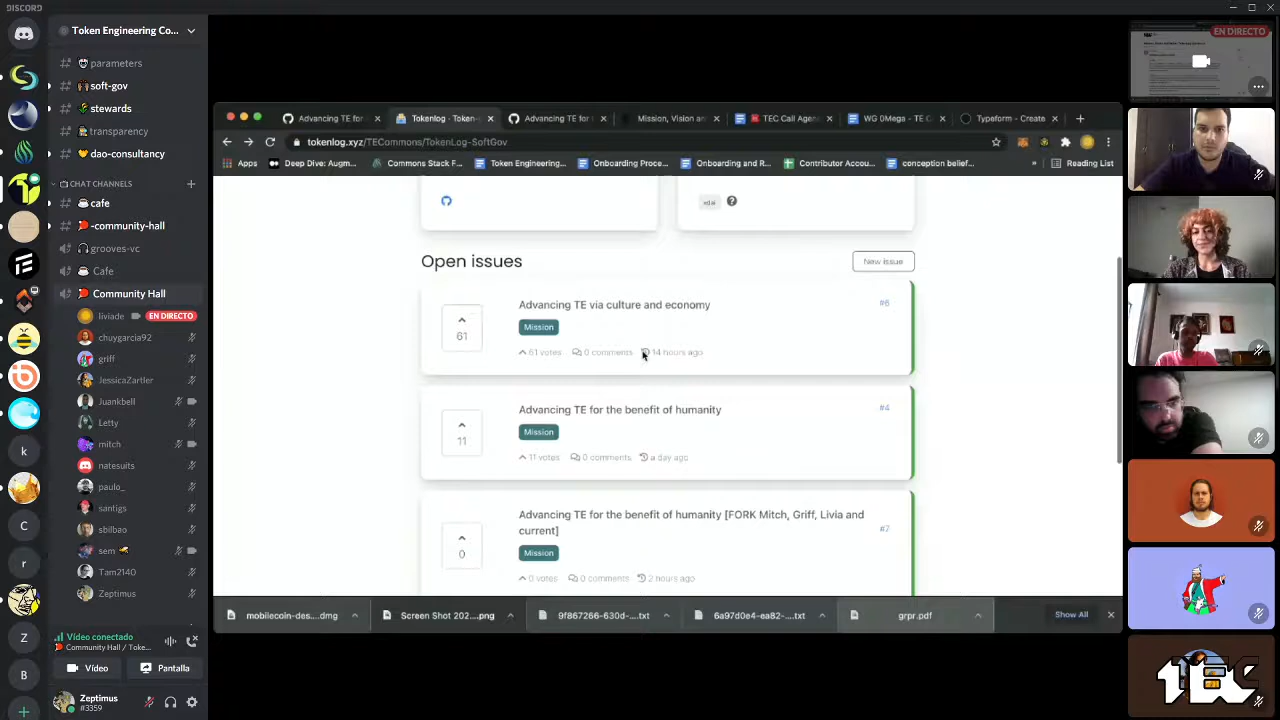 DISCORD
Token Engineering Co...
parameters
soft-gov
stewards
transparency
dao-consultancy
CHAT CHANNELS
cafe
-community-hall
grooves-vc
Cafe
Community Hall
liviade EN DIRECTO
chuygarcia92
griff
JessicaZartler
Juankbell
Letty
mitch
natesuits
paulo_
santigs
sbilbao
sem
Tam2140
Zeptimus
k
C
r
Z
B
Vídeo conectado
Community Hall / Toke...
Vídeo
Pantalla
Zeptimus
#3359
Advancing TE for
Tokenlog - Token-
Advancing TE for
Mission, Vision an
TEC Call Agen
WG 0Mega - TE C
Typeform - Create
tokenlog.xyz/TECommons/TokenLog-SoftGov
Apps
Deep Dive: Augm...
Commons Stack F...
Token Engineering...
Onboarding Proce...
Onboarding and R...
Contributor Accou...
conception belief...
»
Reading List
xdai
Open issues
New issue
61
Advancing TE via culture and economy
#6
Mission
61 votes 0 comments 14 hours ago
11
Advancing TE for the benefit of humanity
#4
Mission
11 votes 0 comments a day ago
0
Advancing TE for the benefit of humanity [FORK Mitch, Griff, Livia and
current]
#7
Mission
0 votes 0 comments 2 hours ago
mobilecoin-des....dmg
Screen Shot 202....png
9f867266-630d-....txt
6a97d0e4-ea82-....txt
grpr.pdf
Show All
EN DIRECTO
TEC